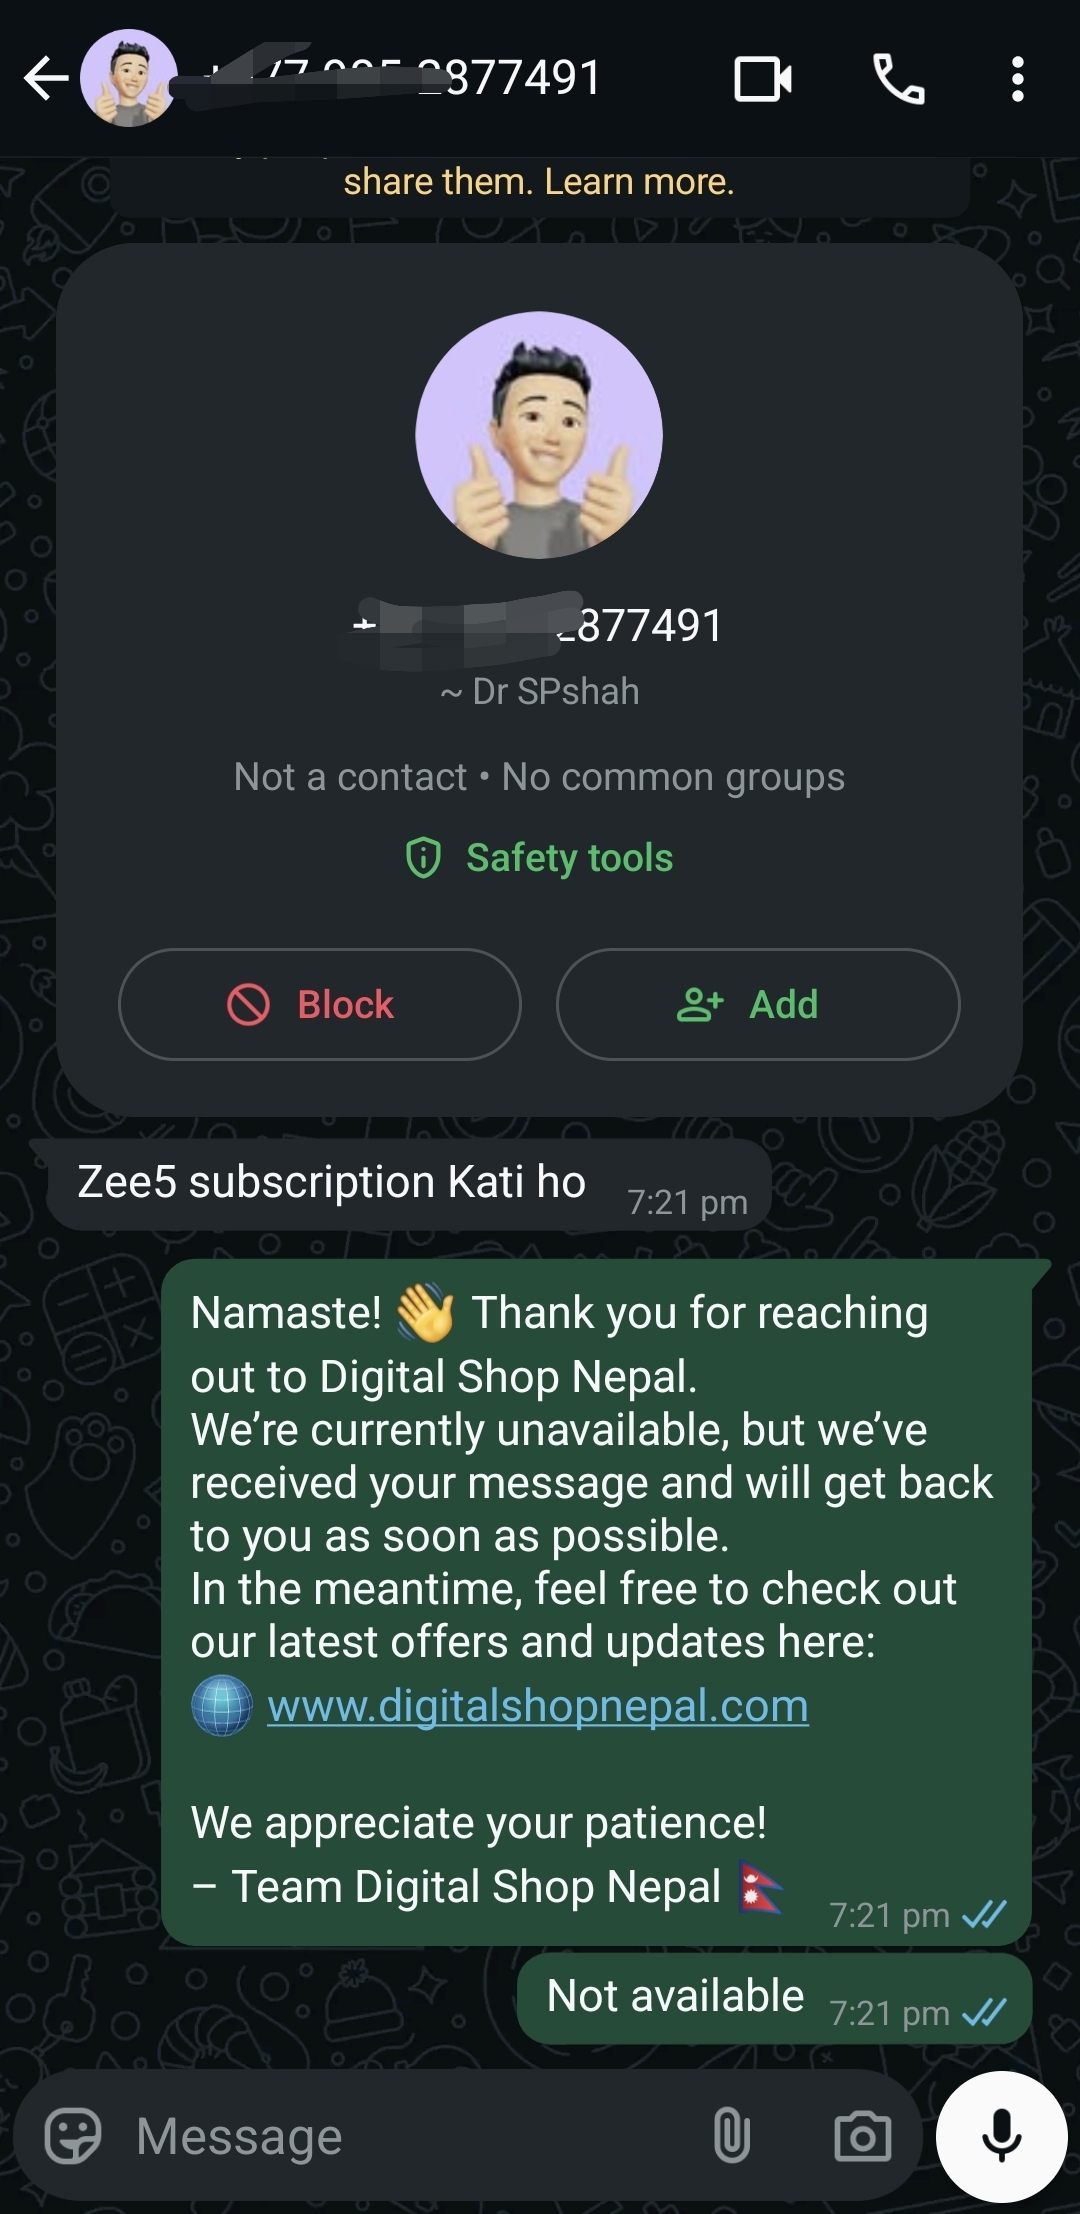 2877491
share them. Learn more.
2877491
~ Dr SPshah
Not a contact • No common groups
Safety tools
Block
Add
Zee5 subscription Kati ho
7:21 pm
Namaste! 👋 Thank you for reaching
out to Digital Shop Nepal.
We’re currently unavailable, but we’ve
received your message and will get back
to you as soon as possible.
In the meantime, feel free to check out
our latest offers and updates here:
🌐 www.digitalshopnepal.com
We appreciate your patience!
– Team Digital Shop Nepal 🇳🇵
7:21 pm
Not available
7:21 pm
Message